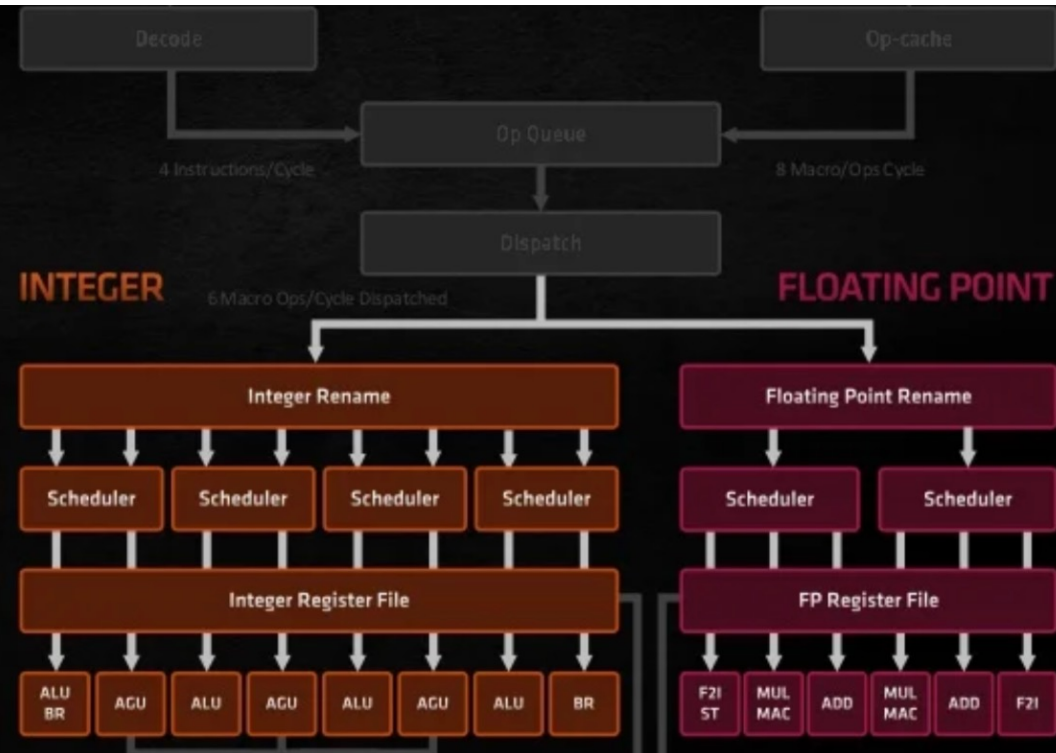 Decode
Op-cache
Op Queue
4 Instructions/Cycle
8 Macro/Ops Cycle
Dispatch
INTEGER
6 Macro Ops/Cycle Dispatched
FLOATING POINT
Integer Rename
Floating Point Rename
Scheduler
Scheduler
Scheduler
Scheduler
Scheduler
Scheduler
Integer Register File
FP Register File
ALU
BR
AGU
ALU
AGU
ALU
AGU
ALU
BR
F2I
ST
MUL
MAC
ADD
MUL
MAC
ADD
F2I